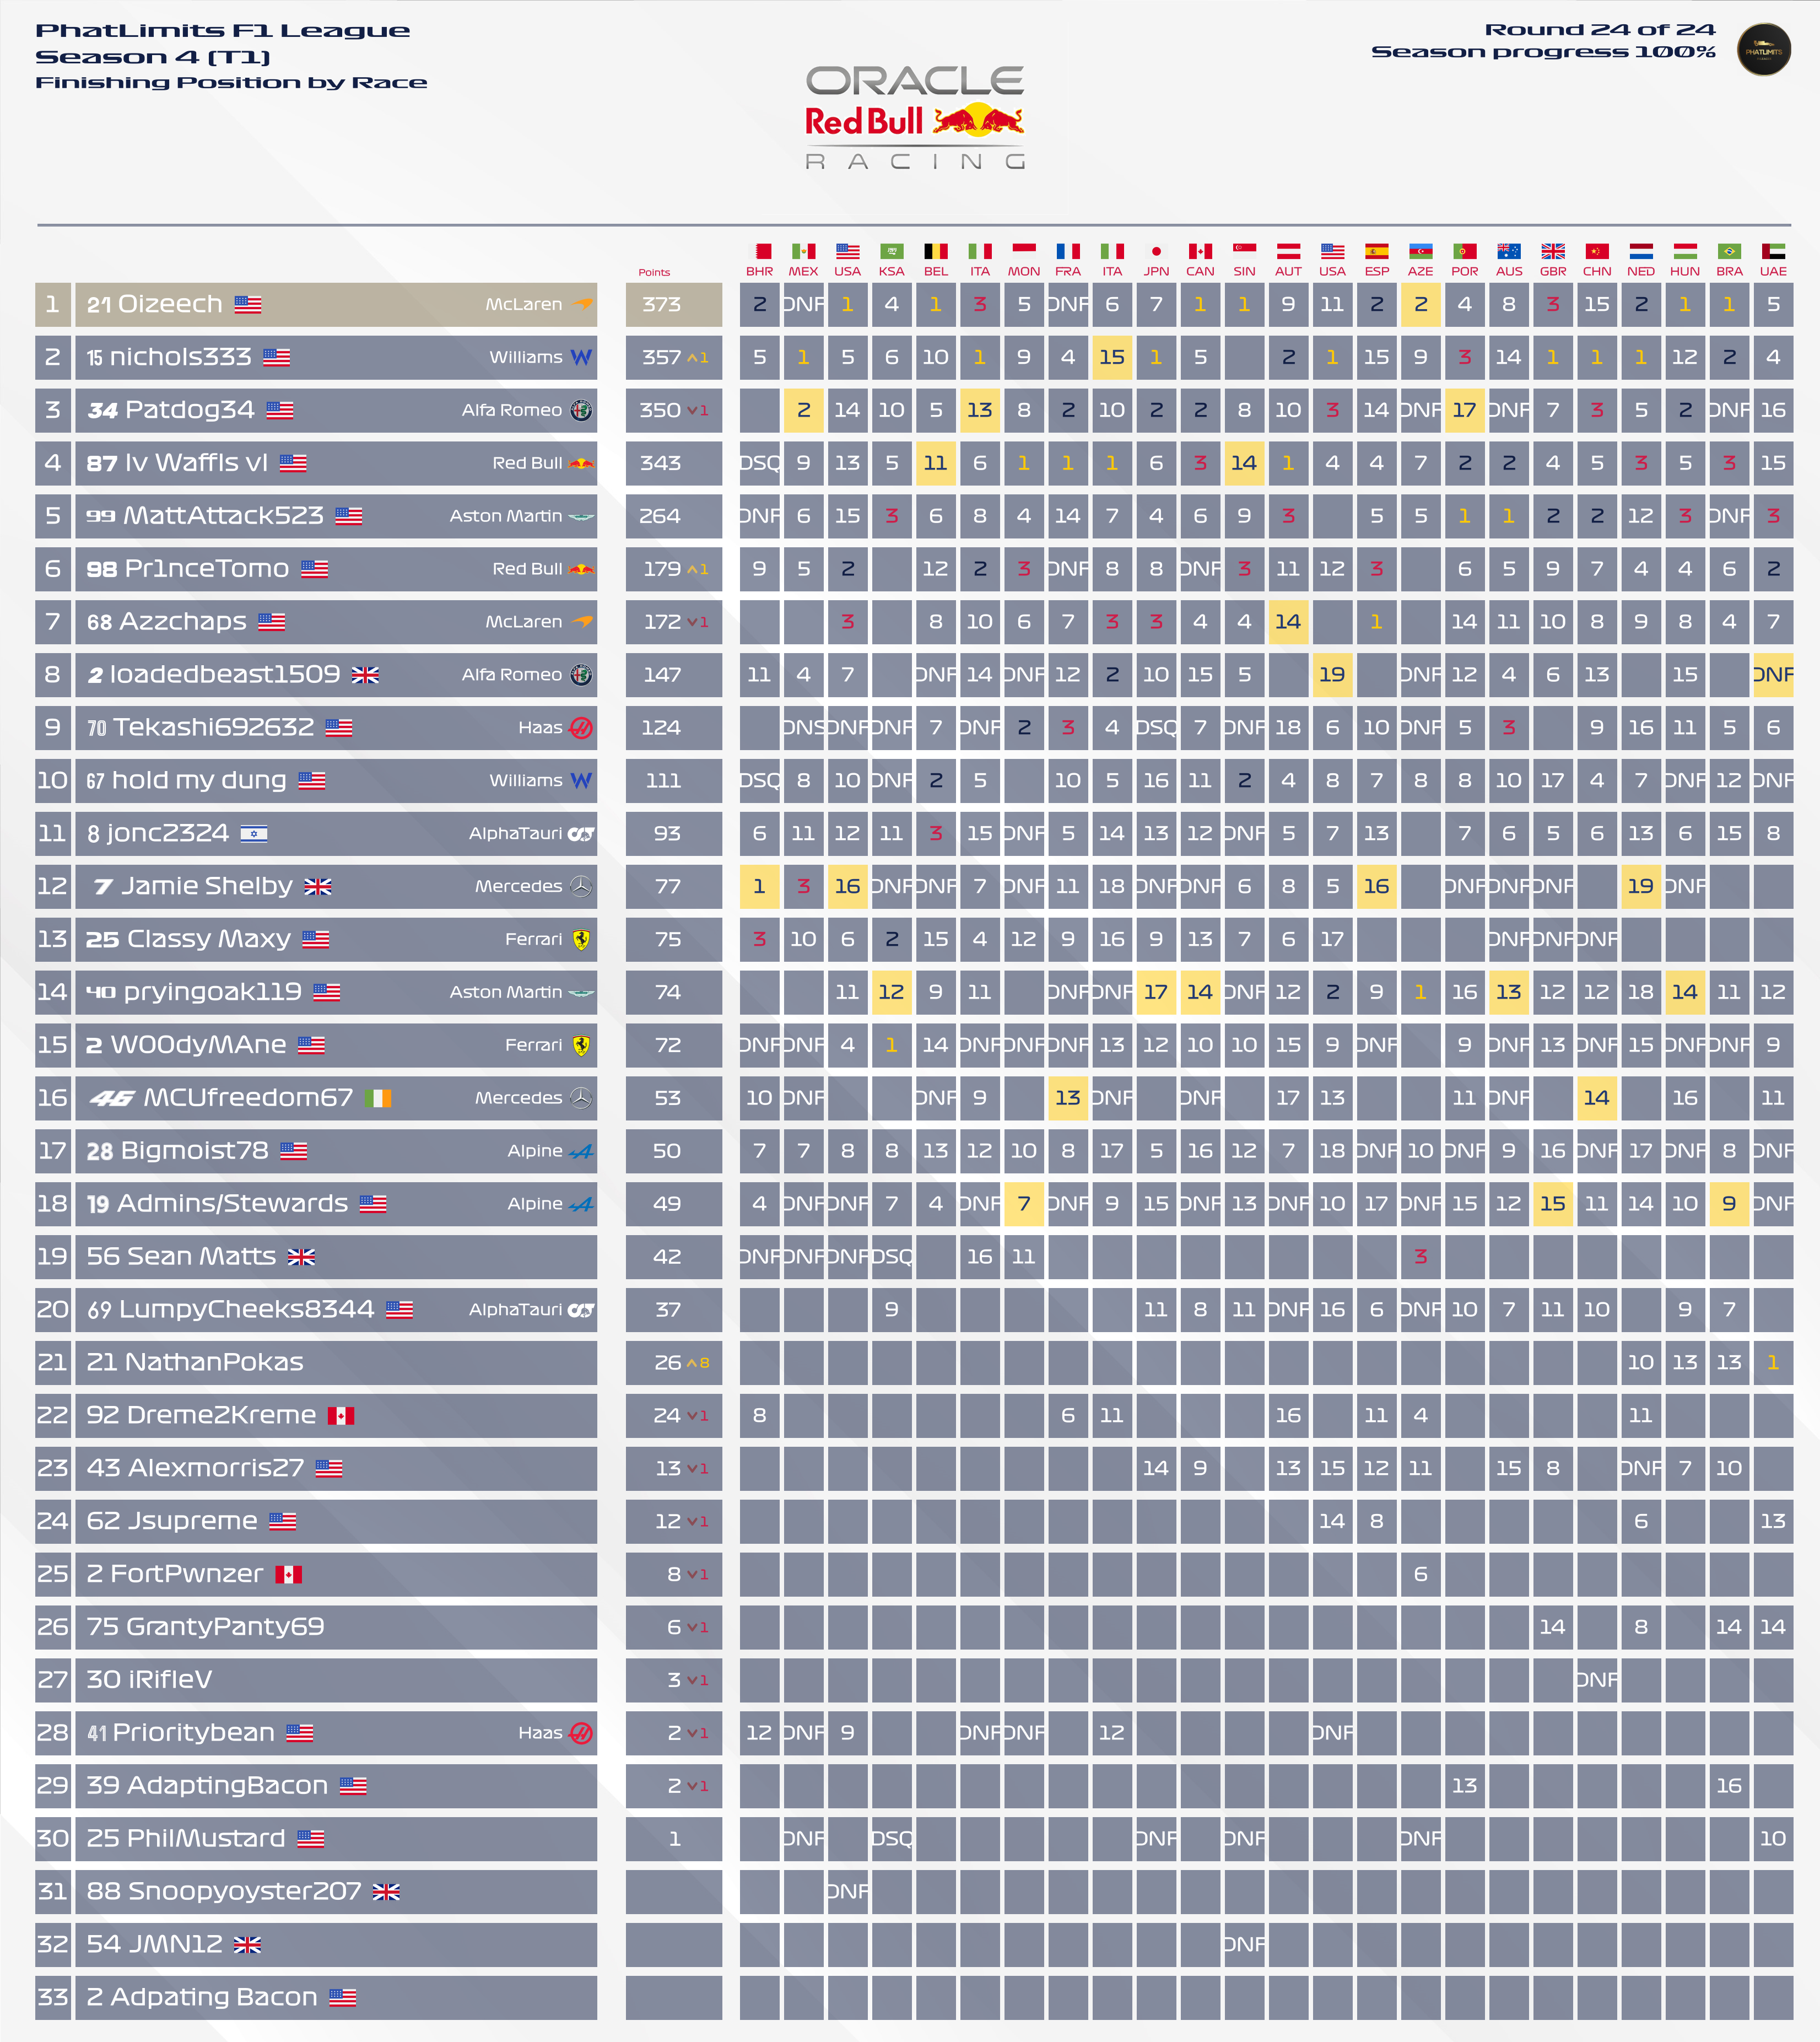 PhatLimits F1 League
Season 4 (T1)
Finishing Position by Race
Round 24 of 24
Season progress 100%
PHATLIMITS
ORACLE
Red Bull
RACING
Points BHR MEX USA KSA BEL ITA MON FRA ITA JPN CAN SIN AUT USA ESP AZE POR AUS GBR CHN NED HUN BRA UAE
1 21 Oizeech McLaren 373 2 DNF 1 4 1 3 5 DNF 6 7 1 1 9 11 2 2 4 8 3 15 2 1 1 5
2 15 nichols333 Williams 357 1 5 1 5 6 10 1 9 4 15 1 5 2 1 15 9 3 14 1 1 1 12 2 4
3 34 Patdog34 Alfa Romeo 350 1 2 14 10 5 13 8 2 10 2 2 8 10 3 14 DNF 17 DNF 7 3 5 2 DNF 16
4 87 lv Waffls vl Red Bull 343 DSQ 9 13 5 11 6 1 1 1 6 3 14 1 4 4 7 2 2 4 5 3 5 3 15
5 99 MattAttack523 Aston Martin 264 DNF 6 15 3 6 8 4 14 7 4 6 9 3 5 5 1 1 2 2 12 3 DNF 3
6 98 Pr1nceTomo Red Bull 179 1 9 5 2 12 2 3 DNF 8 8 DNF 3 11 12 3 6 5 9 7 4 4 6 2
7 68 Azzchaps McLaren 172 1 3 8 10 6 7 3 3 4 4 14 1 14 11 10 8 9 8 4 7
8 2 loadedbeast1509 Alfa Romeo 147 11 4 7 DNF 14 DNF 12 2 10 15 5 19 DNF 12 4 6 13 15 DNF
9 70 Tekashi692632 Haas 124 DNS DNF DNF 7 DNF 2 3 4 DSQ 7 DNF 18 6 10 DNF 5 3 9 16 11 5 6
10 67 hold my dung Williams 111 DSQ 8 10 DNF 2 5 10 5 16 11 2 4 8 7 8 8 10 17 4 7 DNF 12 DNF
11 8 jonc2324 AlphaTauri 93 6 11 12 11 3 15 DNF 5 14 13 12 DNF 5 7 13 7 6 5 6 13 6 15 8
12 7 Jamie Shelby Mercedes 77 1 3 16 DNF DNF 7 DNF 11 18 DNF DNF 6 8 5 16 DNF DNF DNF 19 DNF
13 25 Classy Maxy Ferrari 75 3 10 6 2 15 4 12 9 16 9 13 7 6 17 DNF DNF DNF
14 40 pryingoak119 Aston Martin 74 11 12 9 11 DNF DNF 17 14 DNF 12 2 9 1 16 13 12 12 18 14 11 12
15 2 WO0dyMAne Ferrari 72 DNF DNF 4 1 14 DNF DNF DNF 13 12 10 10 15 9 DNF 9 DNF 13 DNF 15 DNF DNF 9
16 46 MCUfreedom67 Mercedes 53 10 DNF DNF 9 13 DNF DNF 17 13 11 DNF 14 16 11
17 28 Bigmoist78 Alpine 50 7 7 8 8 13 12 10 8 17 5 16 12 7 18 DNF 10 DNF 9 16 DNF 17 DNF 8 DNF
18 19 Admins/Stewards Alpine 49 4 DNF DNF 7 4 DNF 7 DNF 9 15 DNF 13 DNF 10 17 DNF 15 12 15 11 14 10 9 DNF
19 56 Sean Matts 42 DNF DNF DNF DSQ 16 11 3
20 69 LumpyCheeks8344 AlphaTauri 37 9 11 8 11 DNF 16 6 DNF 10 7 11 10 9 7
21 21 NathanPokas 26 8 10 13 13 1
22 92 Dreme2Kreme 24 1 8 6 11 16 11 4 11
23 43 Alexmorris27 13 1 14 9 13 15 12 11 15 8 DNF 7 10
24 62 Jsupreme 12 1 14 8 6 13
25 2 FortPwnzer 8 1 6
26 75 GrantyPanty69 6 1 14 8 14 14
27 30 iRifleV 3 1 DNF
28 41 Prioritybean Haas 2 1 12 DNF 9 DNF DNF 12 DNF
29 39 AdaptingBacon 2 1 13 16
30 25 PhilMustard 1 DNF DSQ DNF DNF DNF 10
31 88 Snoopyoyster207 DNF
32 54 JMN12 DNF
33 2 Adpating Bacon